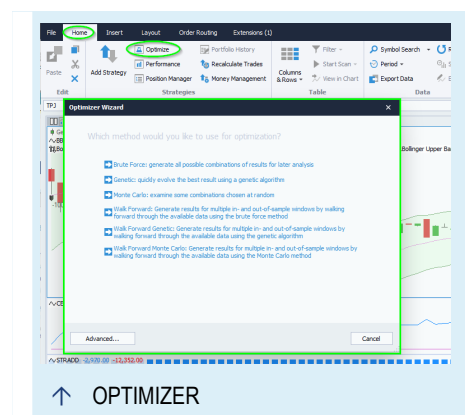 File Home Insert Layout Order Routing Extensions (1)
Optimize Portfolio History Filter Symbol Search
Performance Recalculate Trades Start Scan Period
Paste Add Strategy Position Manager Money Management Columns & Rows View in Chart Export Data
Edit Strategies Table Data
TPJ
Optimizer Wizard
Which method would you like to use for optimization?
Bollinger Upper Ba
Brute Force: generate all possible combinations of results for later analysis
Genetic: quickly evolve the best result using a genetic algorithm
Monte Carlo: examine some combinations chosen at random
Walk Forward: Generate results for multiple in- and out-of-sample windows by walking
forward through the available data using the brute force method
Walk Forward Genetic: Generate results for multiple in- and out-of-sample windows by
walking forward through the available data using the genetic algorithm
Walk Forward Monte Carlo: Generate results for multiple in- and out-of-sample windows by
walking forward through the available data using the Monte Carlo method
Advanced... Cancel
OPTIMIZER